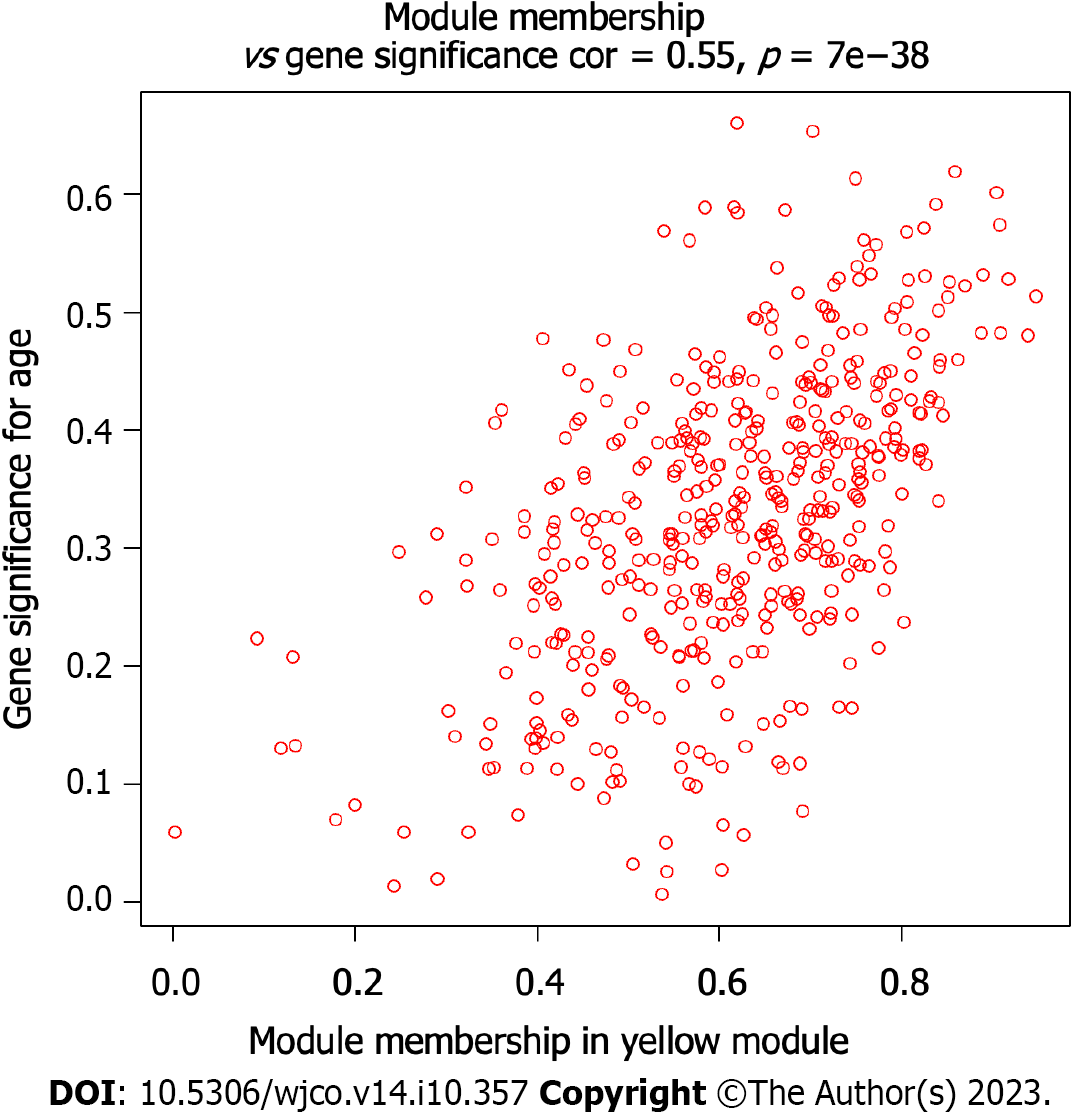 Module membership
vs gene significance cor = 0.55, p = 7e−38
Gene significance for age
0.6
0.5
0.4
0.3
0.2
0.1
0.0
0.0 0.2 0.4 0.6 0.8
Module membership in yellow module
DOI: 10.5306/wjco.v14.i10.357 Copyright ©The Author(s) 2023.